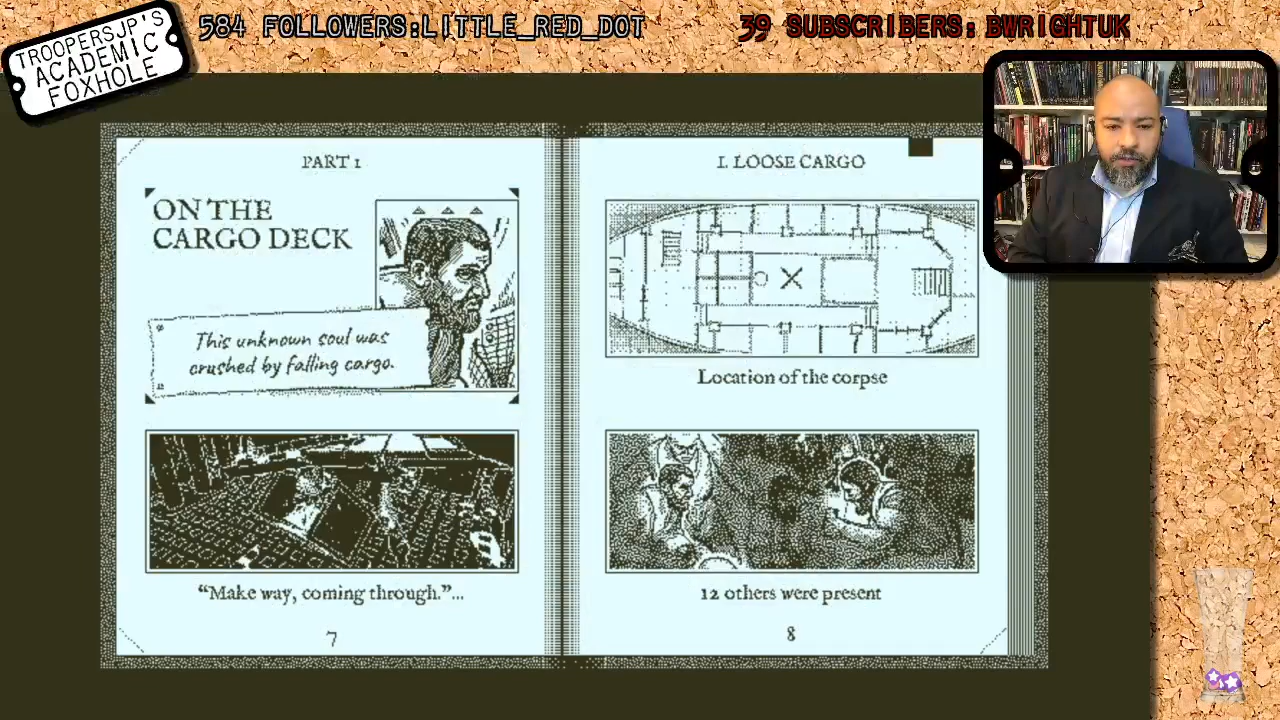 TROOPERSJP'S
ACADEMIC
FOXHOLE
584 FOLLOWERS:LITTLE_RED_DOT
39 SUBSCRIBERS: BWRIGHTUK
PART 1
ON THE
CARGO DECK
This unknown soul was
crushed by falling cargo.
"Make way, coming through."...
7
I. LOOSE CARGO
Location of the corpse
12 others were present
8